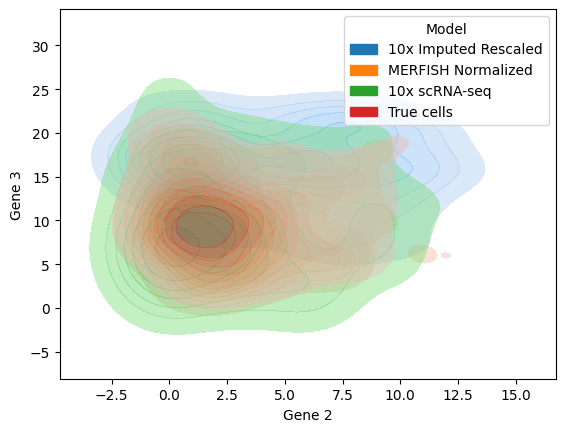 Model
10x Imputed Rescaled
MERFISH Normalized
10x scRNA-seq
True cells
30
25
20
15
10
5
0
−5
Gene 3
−2.5 0.0 2.5 5.0 7.5 10.0 12.5 15.0
Gene 2